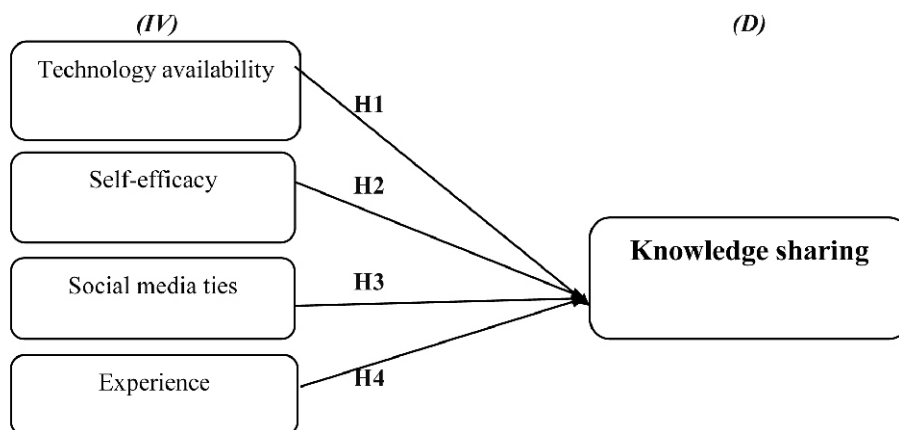 (IV)
(D)
Technology availability
H1
Self-efficacy
H2
Knowledge sharing
Social media ties
H3
Experience
H4